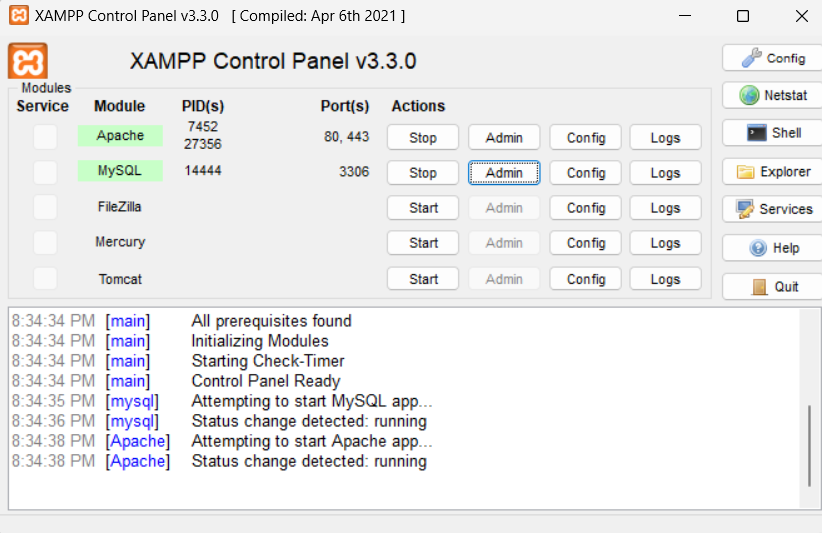 XAMPP Control Panel v3.3.0 [ Compiled: Apr 6th 2021 ]
XAMPP Control Panel v3.3.0
Config
Modules
Service Module PID(s) Port(s) Actions
Netstat
Apache 7452 27356 80, 443 Stop Admin Config Logs
Shell
MySQL 14444 3306 Stop Admin Config Logs
Explorer
FileZilla Start Admin Config Logs
Services
Mercury Start Admin Config Logs
Help
Tomcat Start Admin Config Logs
Quit
8:34:34 PM [main] All prerequisites found
8:34:34 PM [main] Initializing Modules
8:34:34 PM [main] Starting Check-Timer
8:34:34 PM [main] Control Panel Ready
8:34:35 PM [mysql] Attempting to start MySQL app...
8:34:36 PM [mysql] Status change detected: running
8:34:38 PM [Apache] Attempting to start Apache app...
8:34:38 PM [Apache] Status change detected: running